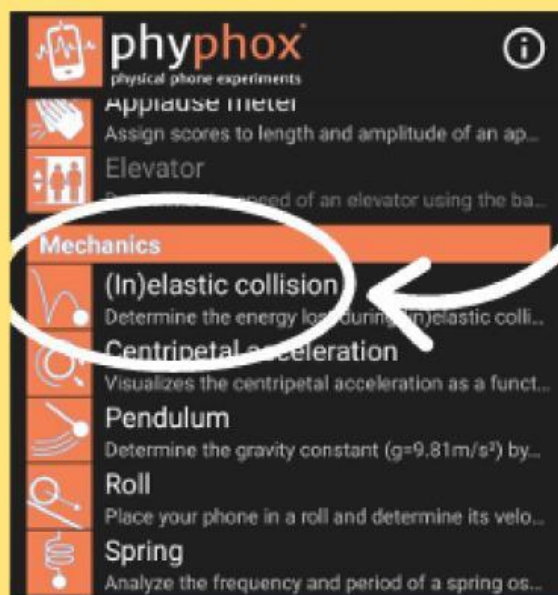 phyphox
physical phone experiments
Applause meter
Assign scores to length and amplitude of an ap...
Elevator
speed of an elevator using the ba...
Mechanics
(In)elastic collision
Determine the energy loss during (in)elastic colli...
Centripetal acceleration
Visualizes the centripetal acceleration as a funct...
Pendulum
Determine the gravity constant (g=9.81m/s²) by...
Roll
Place your phone in a roll and determine its velo...
Spring
Analyze the frequency and period of a spring os...